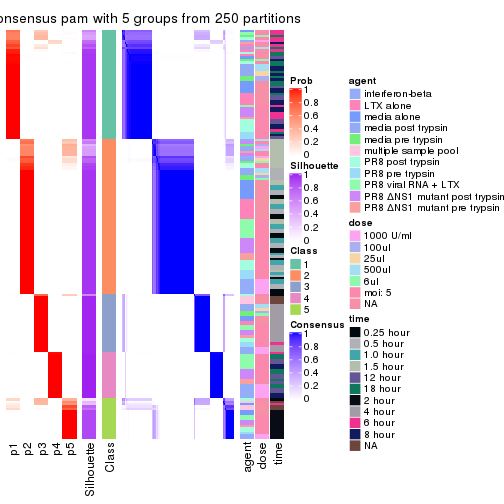 onsensus pam with 5 groups from 250 partitions
Prob
1
0.8
0.6
0.4
0.2
0
Silhouette
1
0.8
0.6
0.4
0.2
0
Class
1
2
3
4
5
Consensus
1
0.8
0.6
0.4
0.2
0
agent
interferon-beta
LTX alone
media alone
media post trypsin
media pre trypsin
multiple sample pool
PR8 post trypsin
PR8 pre trypsin
PR8 viral RNA + LTX
PR8 ΔNS1 mutant post trypsin
PR8 ΔNS1 mutant pre trypsin
dose
1000 U/ml
100ul
25ul
500ul
6ul
moi: 5
NA
time
0.25 hour
0.5 hour
1.0 hour
1.5 hour
12 hour
18 hour
2 hour
4 hour
6 hour
8 hour
NA
p1
p2
p3
p4
p5
Silhouette
Class
agent
dose
time